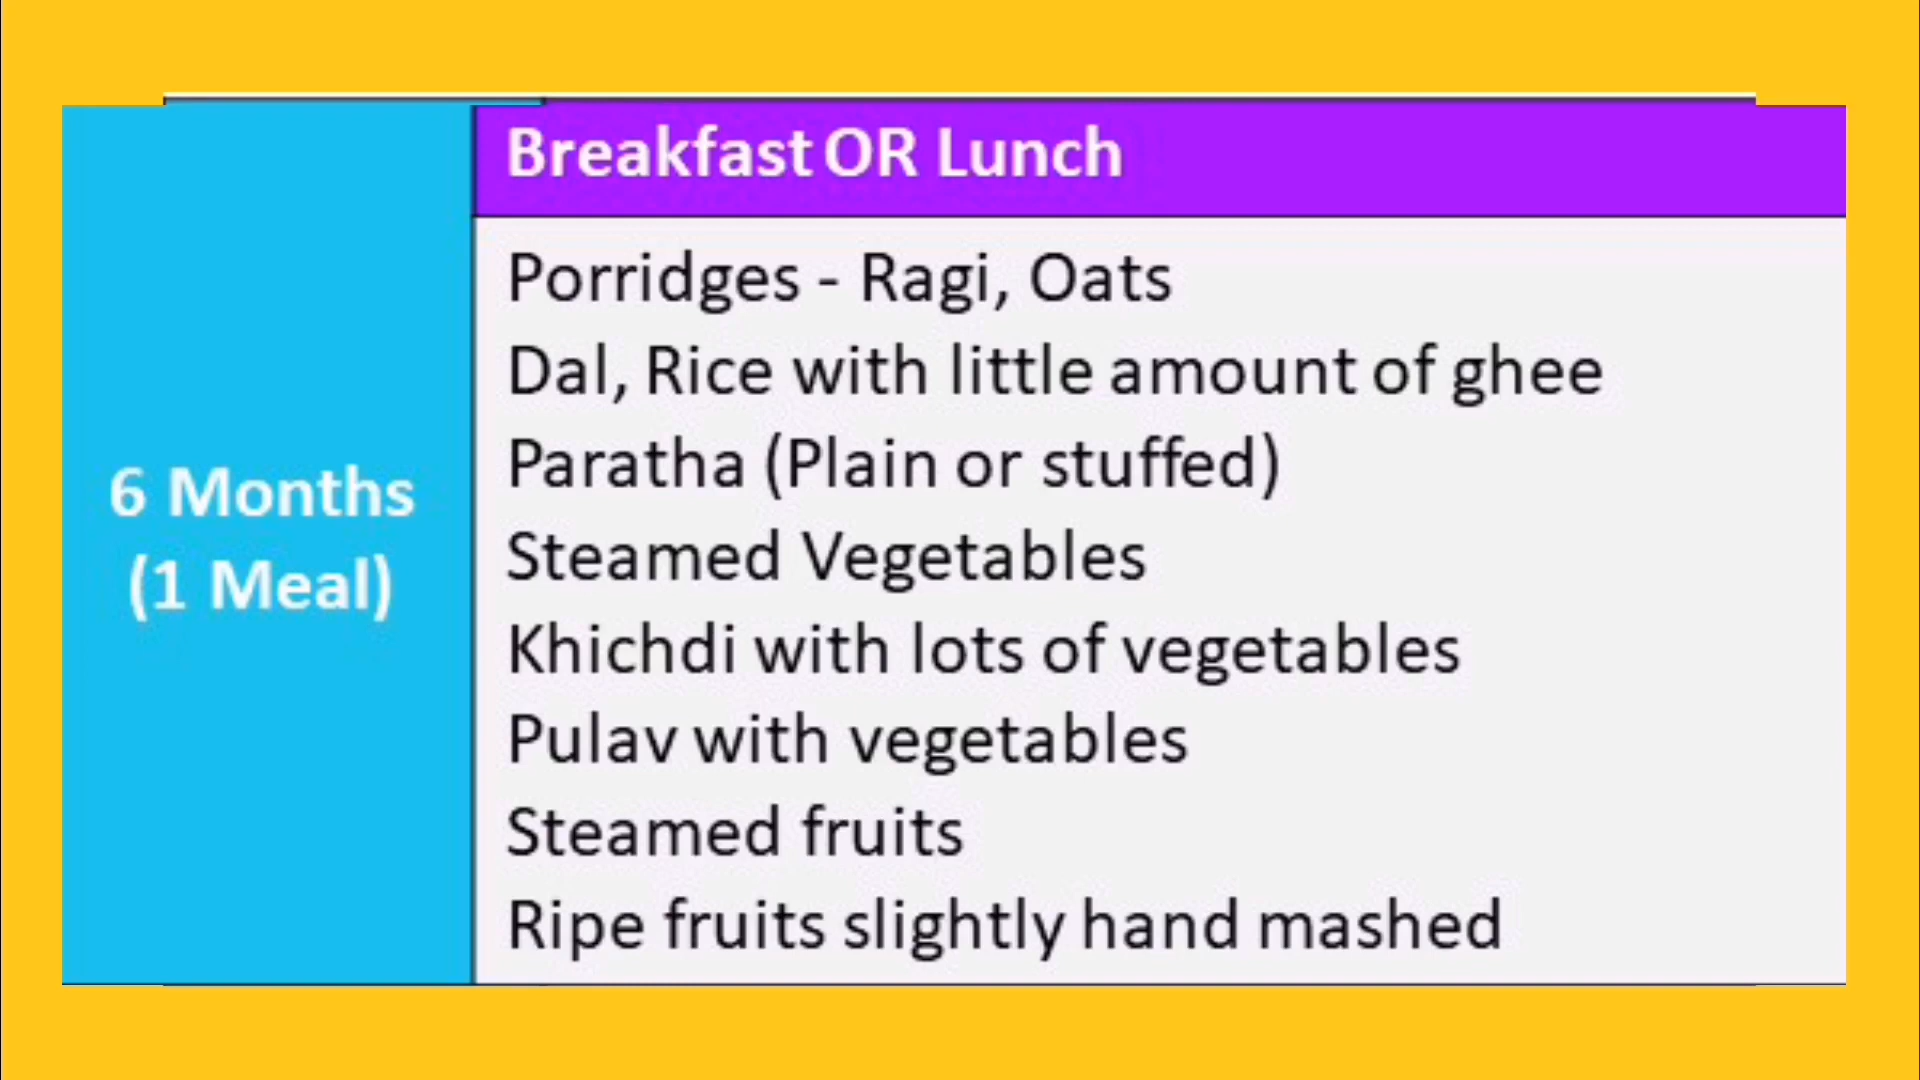 6 Months
(1 Meal)
Breakfast OR Lunch
Porridges - Ragi, Oats
Dal, Rice with little amount of ghee
Paratha (Plain or stuffed)
Steamed Vegetables
Khichdi with lots of vegetables
Pulav with vegetables
Steamed fruits
Ripe fruits slightly hand mashed